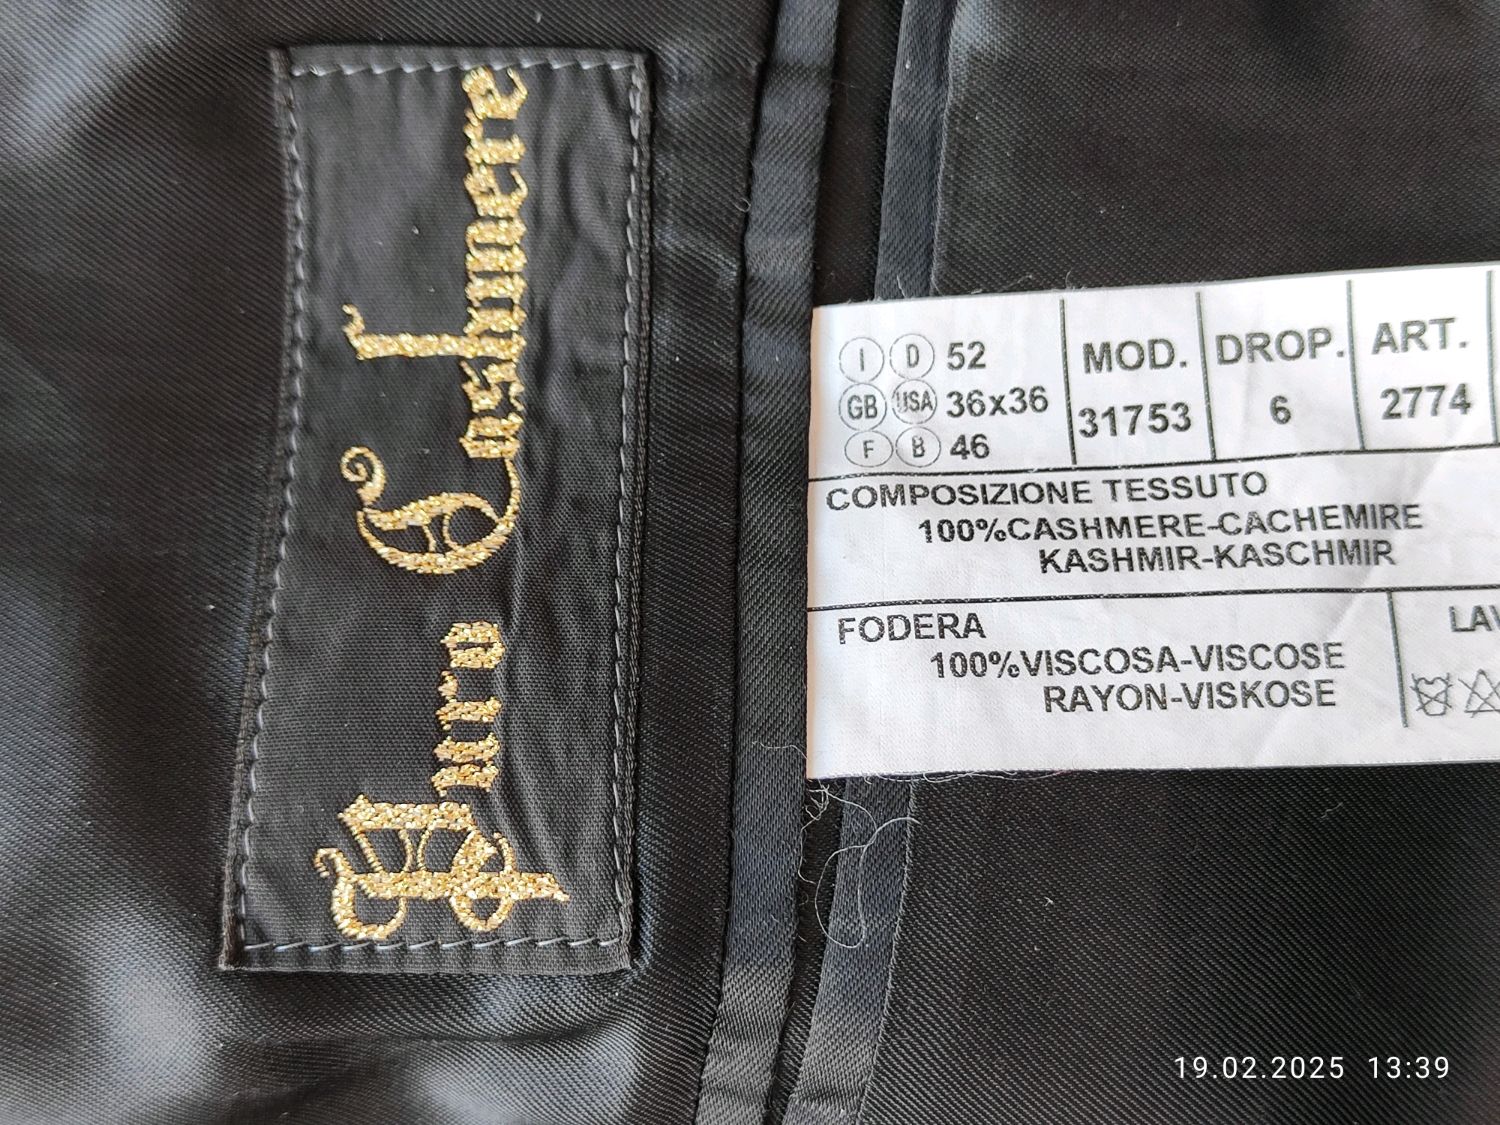 Puro Cashmere
I D 52
GB USA 36x36
F B 46
MOD.
31753
DROP.
6
ART.
2774
COMPOSIZIONE TESSUTO
100%CASHMERE-CACHEMIRE
KASHMIR-KASCHMIR
FODERA
100%VISCOSA-VISCOSE
RAYON-VISKOSE
LAV
19.02.2025 13:39